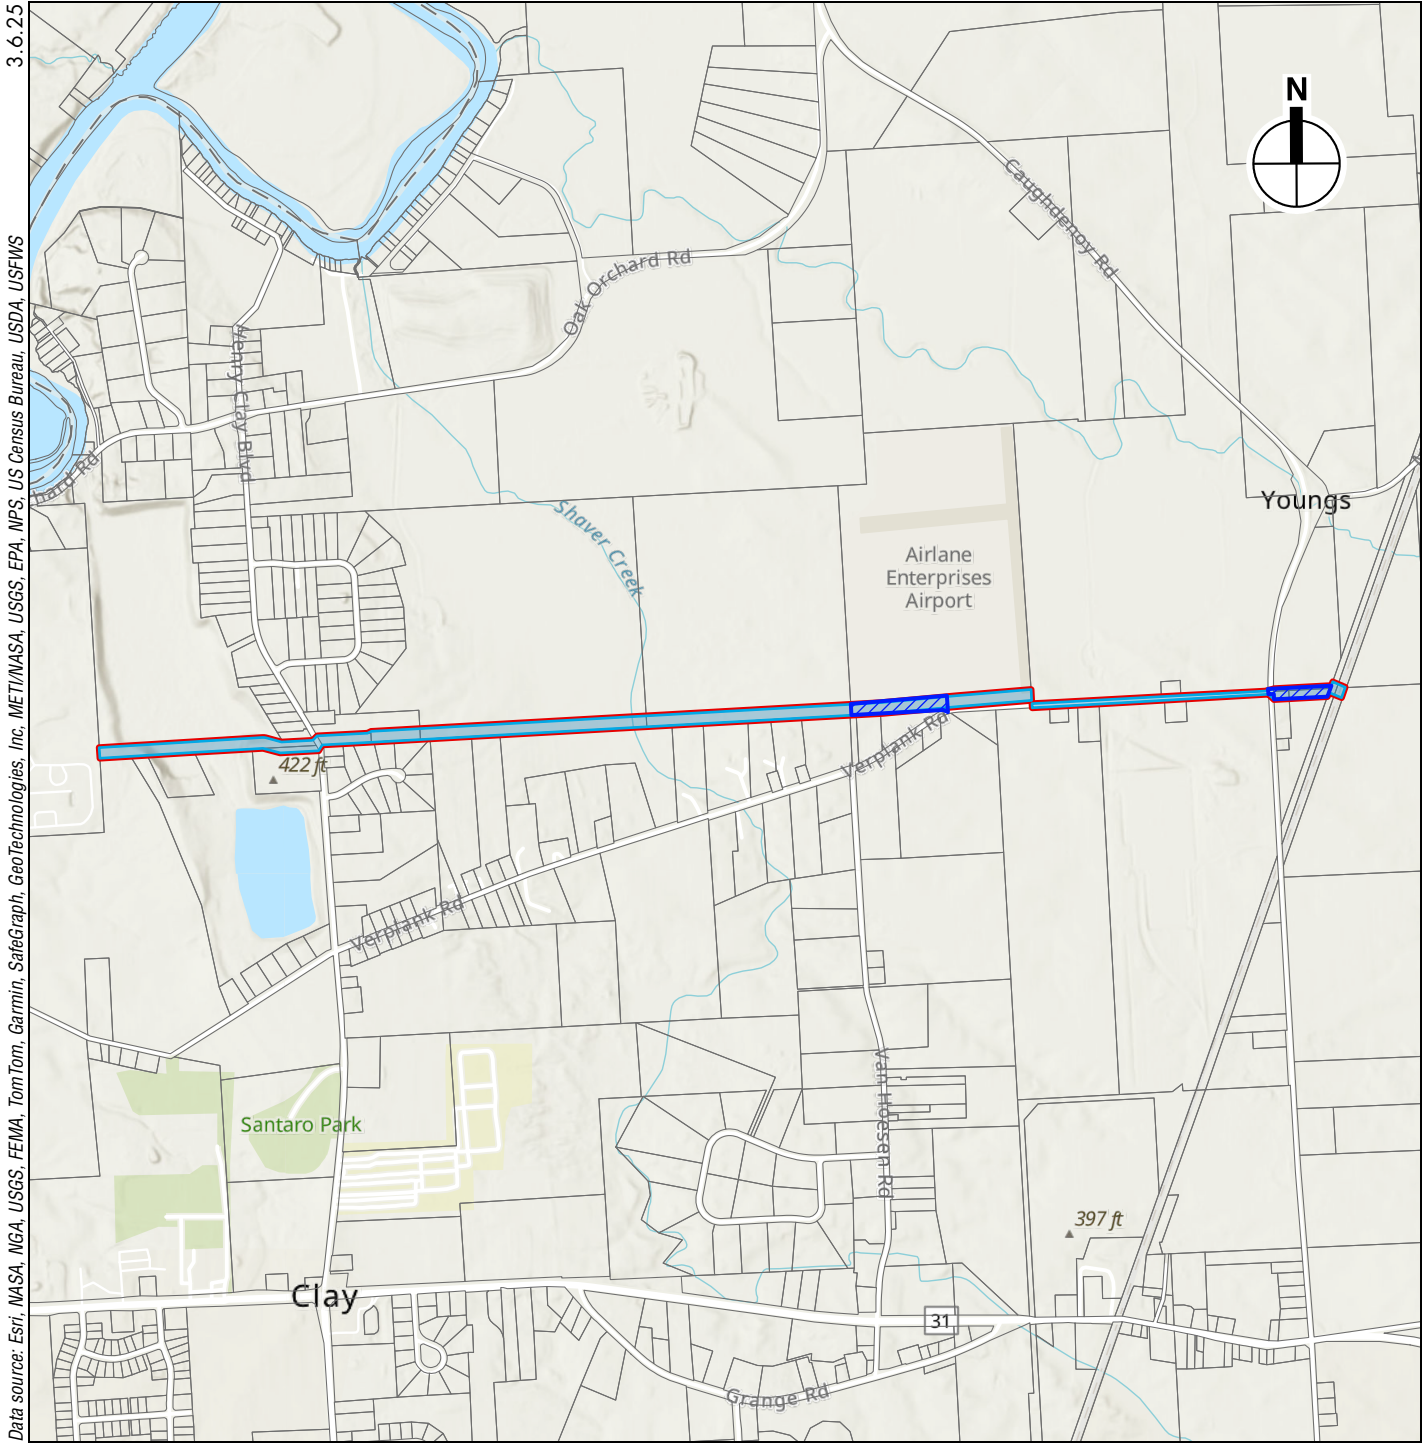 3.6.25
Data source: Esri, NASA, NGA, USGS, FEMA, TomTom, Garmin, SafeGraph, GeoTechnologies, Inc, METI/NASA, USGS, EPA, NPS, US Census Bureau, USDA, USFWS
N
Caughdenoy Rd
Oak Orchard Rd
Henry Clay Blvd
hard Rd
Youngs
Shaver Creek
Airlane
Enterprises
Airport
Verplank Rd
422 ft
Verplank Rd
Van Hoesen Rd
Santaro Park
397 ft
Clay
31
Grange Rd